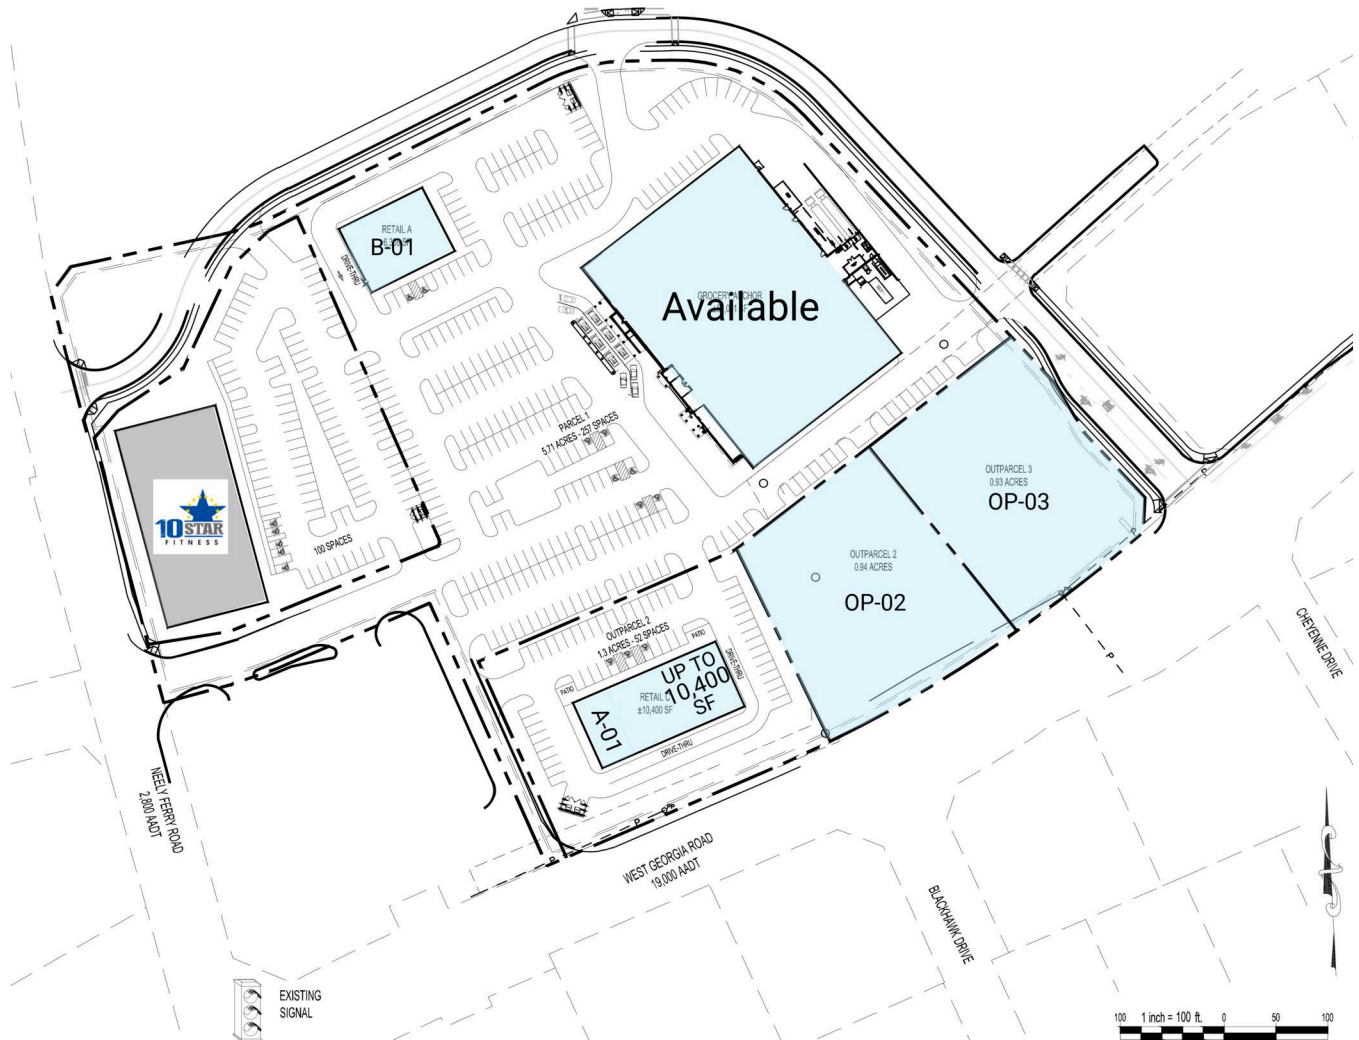 RETAIL A
B-01
DRIVE-THRU
GROCERY ANCHOR
Available
PARCEL 1
5.71 ACRES - 257 SPACES
10 STAR
FITNESS
100 SPACES
OUTPARCEL 3
0.93 ACRES
OP-03
OUTPARCEL 2
0.94 ACRES
OP-02
OUTPARCEL 2
1.3 ACRES - 52 SPACES
PATIO
PATIO
DRIVE-THRU
UP TO
10,400
SF
RETAIL C
±10,400 SF
A-01
DRIVE-THRU
P
P
P
CHEYENNE DRIVE
NEELY FERRY ROAD
2,800 AADT
WEST GEORGIA ROAD
19,000 AADT
BLACKHAWK DRIVE
EXISTING
SIGNAL
100 1 inch = 100 ft. 0 50 100